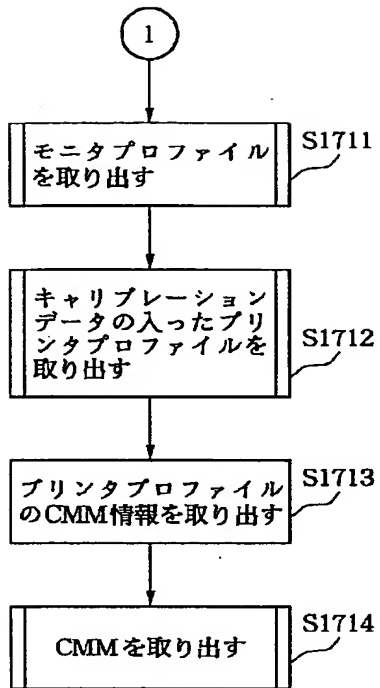 1
モニタプロファイル
を取り出す
S1711
キャリブレーション
データの入ったプリ
ンタプロファイルを
取り出す
S1712
プリンタプロファイル
のCMM情報を取り出す
S1713
CMMを取り出す
S1714